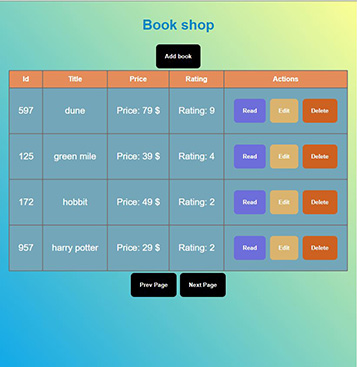 Book shop
Add book
Id Title Price Rating Actions
597 dune Price: 79 $ Rating: 9 Read Edit Delete
125 green mile Price: 39 $ Rating: 4 Read Edit Delete
172 hobbit Price: 49 $ Rating: 2 Read Edit Delete
957 harry potter Price: 29 $ Rating: 2 Read Edit Delete
Prev Page Next Page